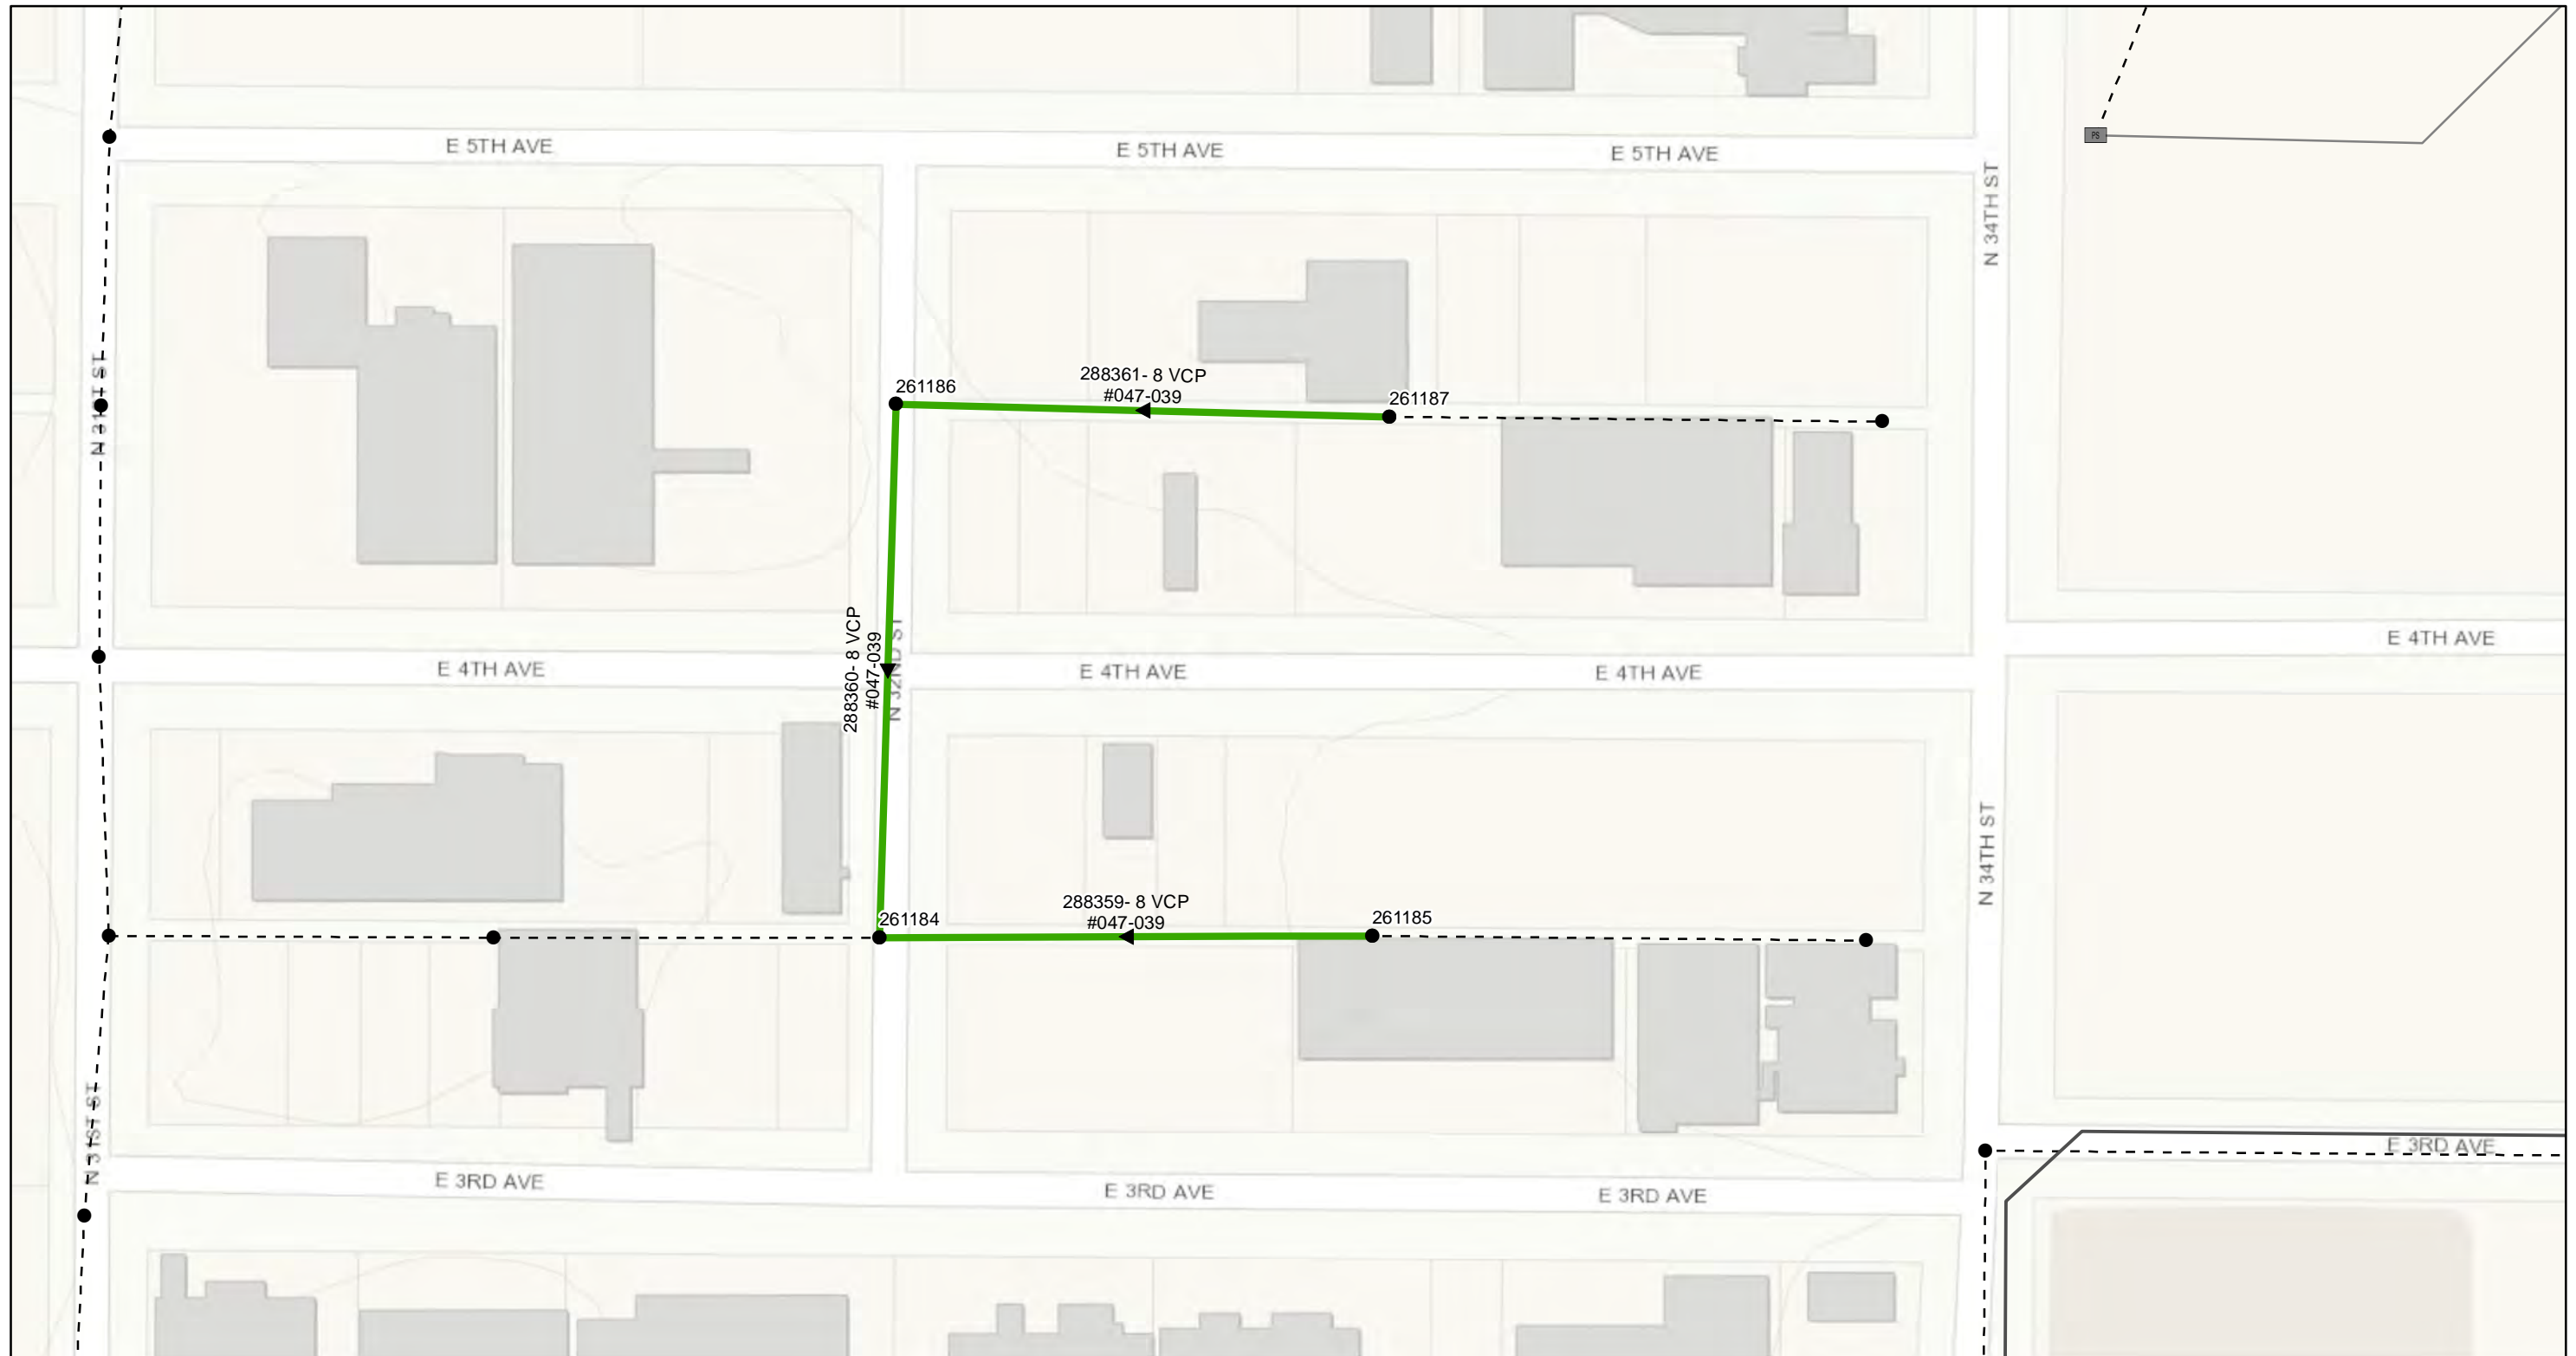 E 5TH AVE
E 5TH AVE
E 5TH AVE
PS
N 34TH ST
N 31ST ST
261186
288361- 8 VCP
#047-039
261187
288360- 8 VCP
#047-039
N 32ND ST
E 4TH AVE
E 4TH AVE
E 4TH AVE
E 4TH AVE
N 34TH ST
261184
288359- 8 VCP
#047-039
261185
N 31ST ST
E 3RD AVE
E 3RD AVE
E 3RD AVE
E 3RD AVE